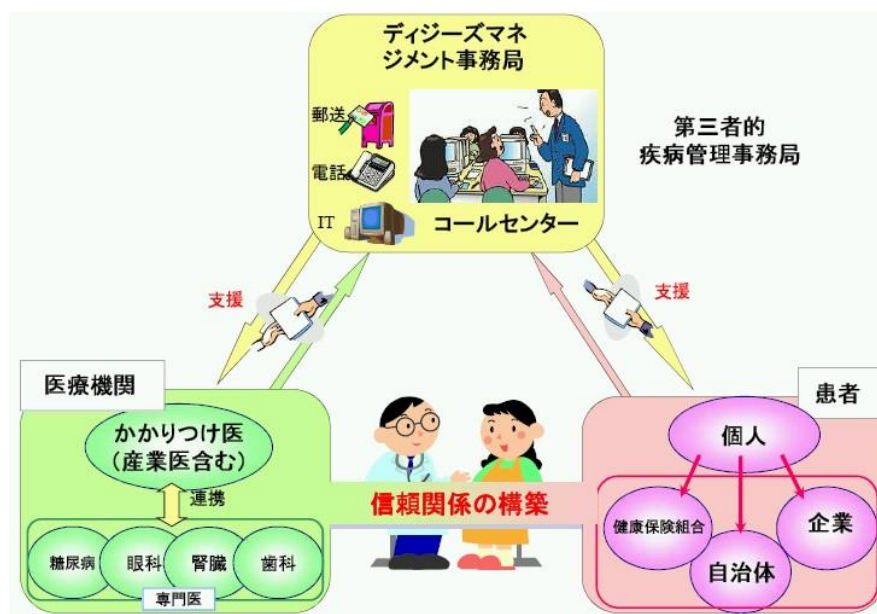 ディジーズマネ
ジメント事務局
郵送
電話
IT
コールセンター
第三者的
疾病管理事務局
支援
支援
医療機関
かかりつけ医
（産業医含む）
連携
糖尿病
眼科
腎臓
歯科
専門医
信頼関係の構築
患者
個人
健康保険組合
自治体
企業